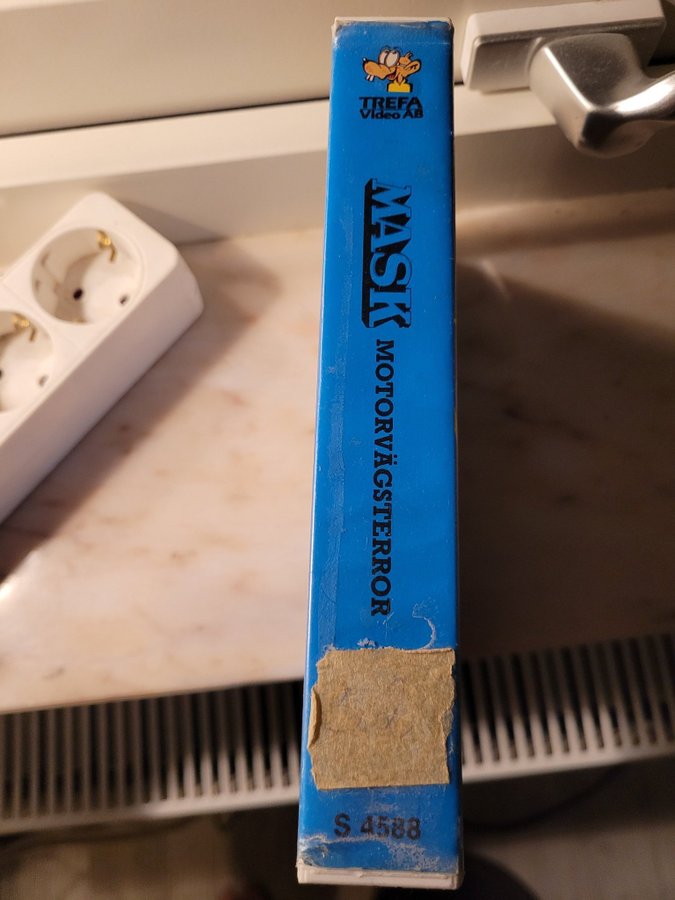 TREFA
Video AB
MASK MOTORVÄGSTERROR
S 4588